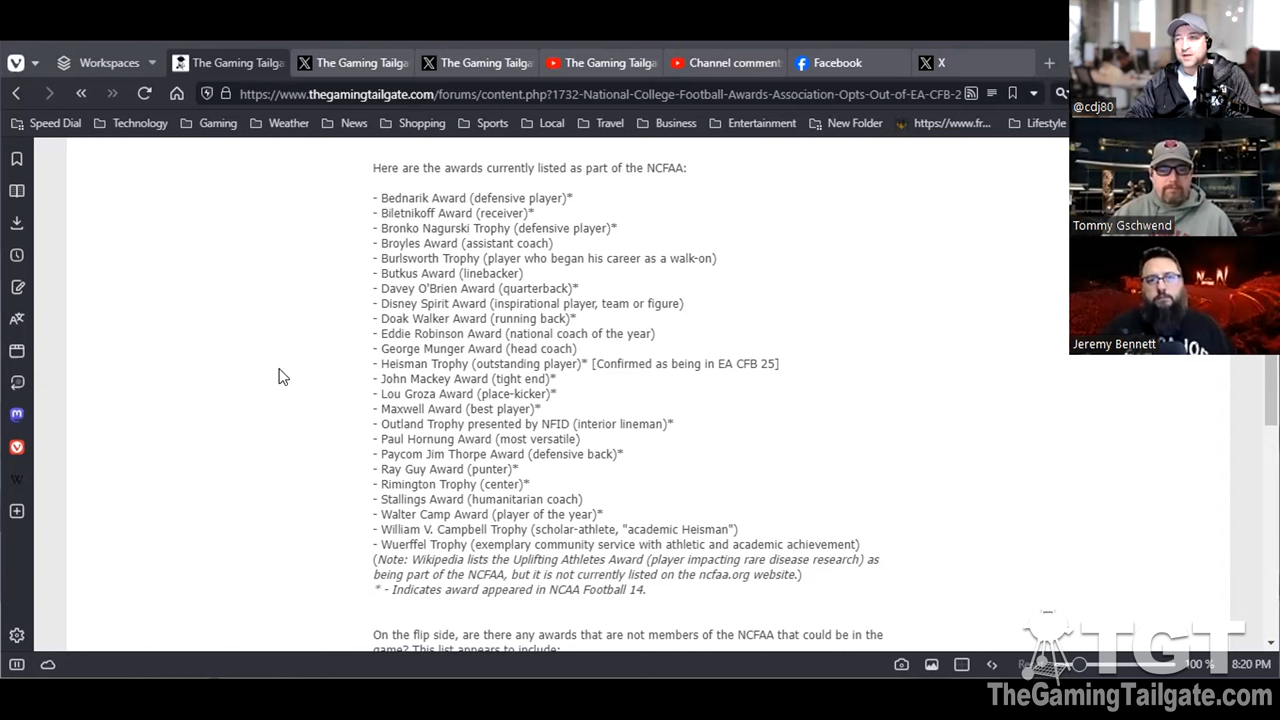 The Gaming Tailga
The Gaming Tailga
The Gaming Tailga
The Gaming Tailga
Channel comment
Facebook
X
Workspaces
https://www.thegamingtailgate.com/forums/content.php?1732-National-College-Football-Awards-Association-Opts-Out-of-EA-CFB-2
Speed Dial
Technology
Gaming
Weather
News
Shopping
Sports
Local
Travel
Business
Entertainment
New Folder
https://www.fr...
Lifestyle
Here are the awards currently listed as part of the NCFAA:
- Bednarik Award (defensive player)*
- Biletnikoff Award (receiver)*
- Bronko Nagurski Trophy (defensive player)*
- Broyles Award (assistant coach)
- Burlsworth Trophy (player who began his career as a walk-on)
- Butkus Award (linebacker)
- Davey O'Brien Award (quarterback)*
- Disney Spirit Award (inspirational player, team or figure)
- Doak Walker Award (running back)*
- Eddie Robinson Award (national coach of the year)
- George Munger Award (head coach)
- Heisman Trophy (outstanding player)* [Confirmed as being in EA CFB 25]
- John Mackey Award (tight end)*
- Lou Groza Award (place-kicker)*
- Maxwell Award (best player)*
- Outland Trophy presented by NFID (interior lineman)*
- Paul Hornung Award (most versatile)
- Paycom Jim Thorpe Award (defensive back)*
- Ray Guy Award (punter)*
- Rimington Trophy (center)*
- Stallings Award (humanitarian coach)
- Walter Camp Award (player of the year)*
- William V. Campbell Trophy (scholar-athlete, "academic Heisman")
- Wuerffel Trophy (exemplary community service with athletic and academic achievement)
(Note: Wikipedia lists the Uplifting Athletes Award (player impacting rare disease research) as
being part of the NCFAA, but it is not currently listed on the ncfaa.org website.)
* - Indicates award appeared in NCAA Football 14.
On the flip side, are there any awards that are not members of the NCFAA that could be in the
game? This list appears to include:
@cdj80
Tommy Gschwend
Jeremy Bennett
100 %
8:20 PM
TGT
TheGamingTailgate.com